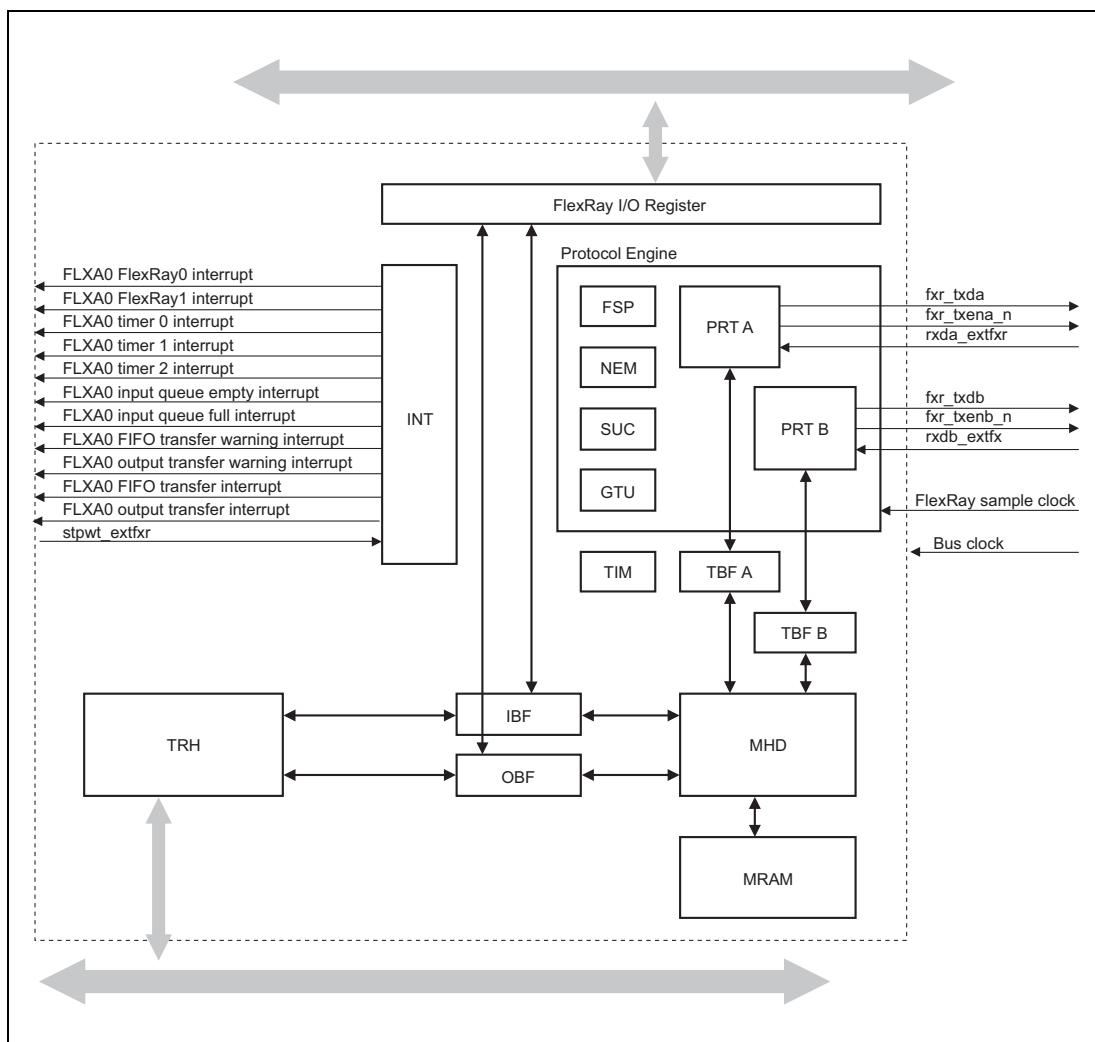 FlexRay I/O Register
Protocol Engine
FLXA0 FlexRay0 interrupt
FLXA0 FlexRay1 interrupt
FLXA0 timer 0 interrupt
FLXA0 timer 1 interrupt
FLXA0 timer 2 interrupt
FLXA0 input queue empty interrupt
FLXA0 input queue full interrupt
FLXA0 FIFO transfer warning interrupt
FLXA0 output transfer warning interrupt
FLXA0 FIFO transfer interrupt
FLXA0 output transfer interrupt
stpwt_extfxr
INT
FSP
NEM
SUC
GTU
PRT A
PRT B
fxr_txda
fxr_txena_n
rxda_extfxr
fxr_txdb
fxr_txenb_n
rxdb_extfx
FlexRay sample clock
Bus clock
TIM
TBF A
TBF B
TRH
IBF
OBF
MHD
MRAM